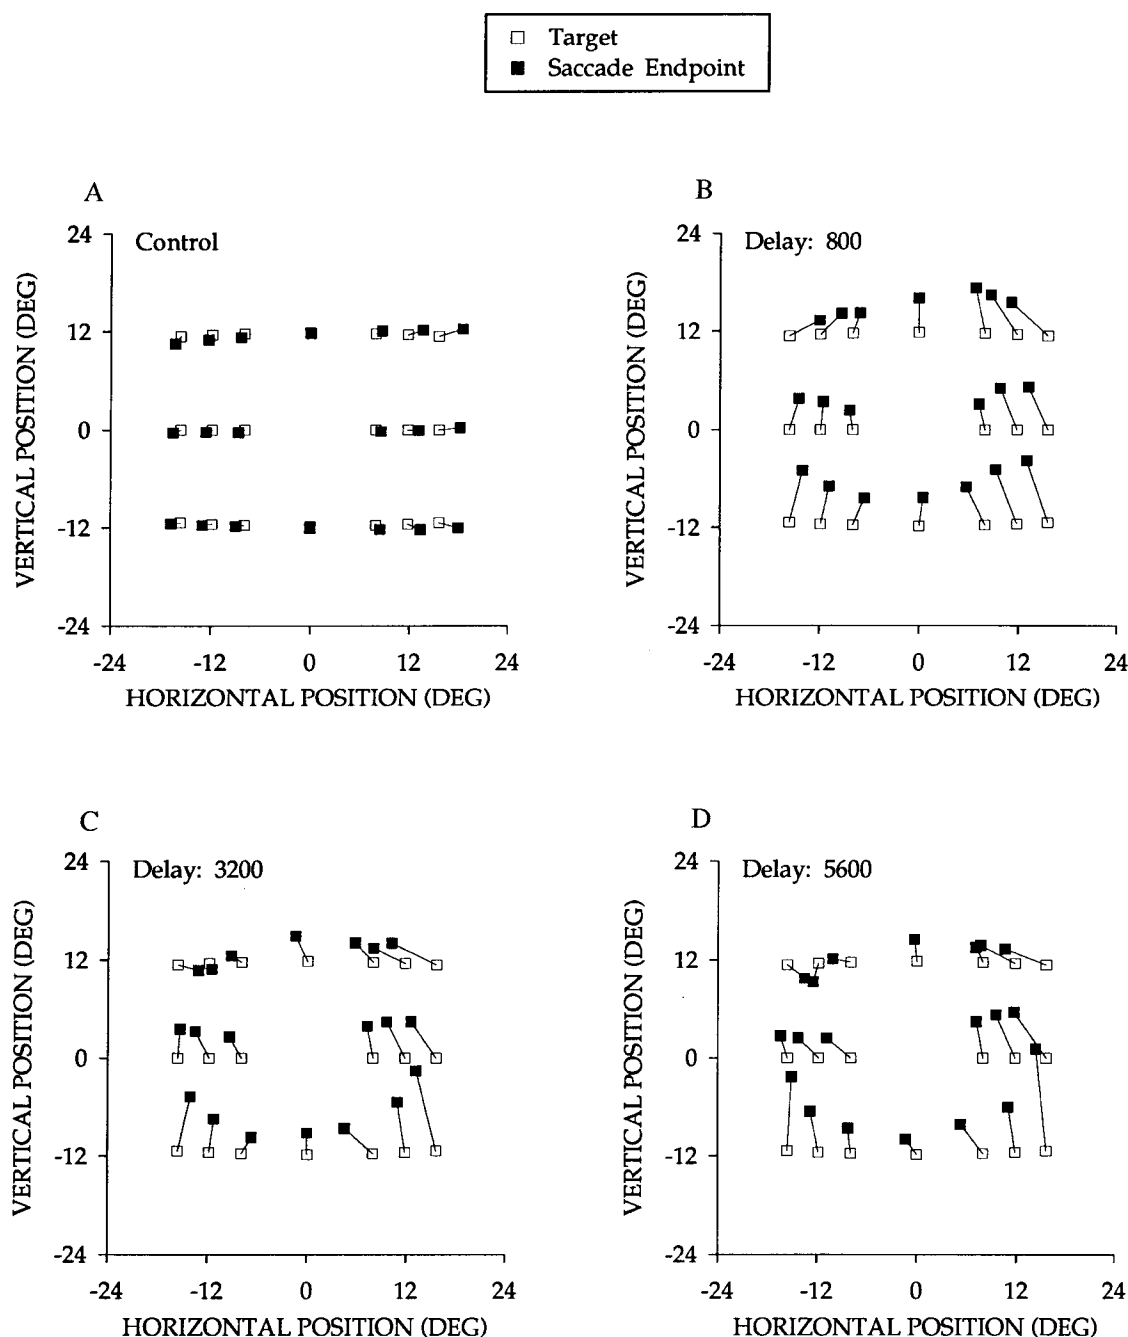 Target
Saccade Endpoint
A
24
Control
12
0
-12
-24
VERTICAL POSITION (DEG)
-24 -12 0 12 24
HORIZONTAL POSITION (DEG)
B
24
Delay: 800
12
0
-12
-24
VERTICAL POSITION (DEG)
-24 -12 0 12 24
HORIZONTAL POSITION (DEG)
C
24
Delay: 3200
12
0
-12
-24
VERTICAL POSITION (DEG)
-24 -12 0 12 24
HORIZONTAL POSITION (DEG)
D
24
Delay: 5600
12
0
-12
-24
VERTICAL POSITION (DEG)
-24 -12 0 12 24
HORIZONTAL POSITION (DEG)